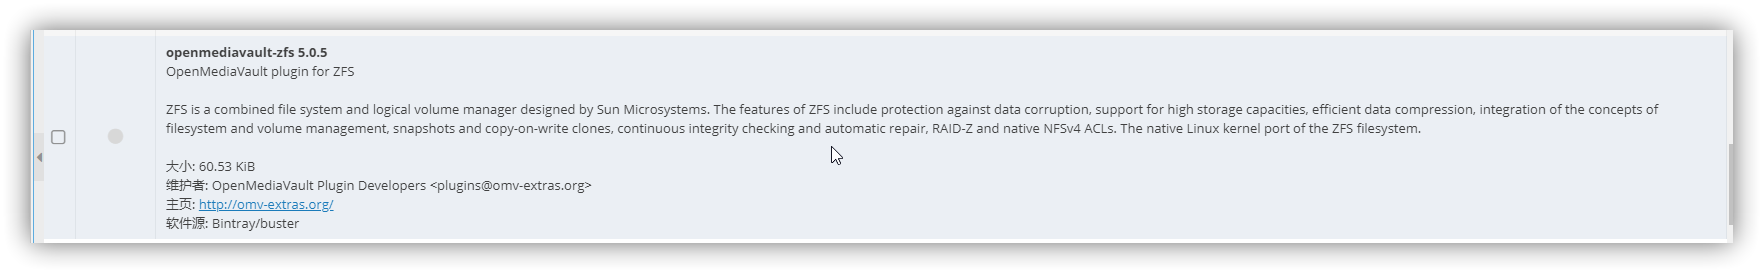 openmediavault-zfs 5.0.5
OpenMediaVault plugin for ZFS
ZFS is a combined file system and logical volume manager designed by Sun Microsystems. The features of ZFS include protection against data corruption, support for high storage capacities, efficient data compression, integration of the concepts of
filesystem and volume management, snapshots and copy-on-write clones, continuous integrity checking and automatic repair, RAID-Z and native NFSv4 ACLs. The native Linux kernel port of the ZFS filesystem.
大小: 60.53 KiB
维护者: OpenMediaVault Plugin Developers <plugins@omv-extras.org>
主页: http://omv-extras.org/
软件源: Bintray/buster